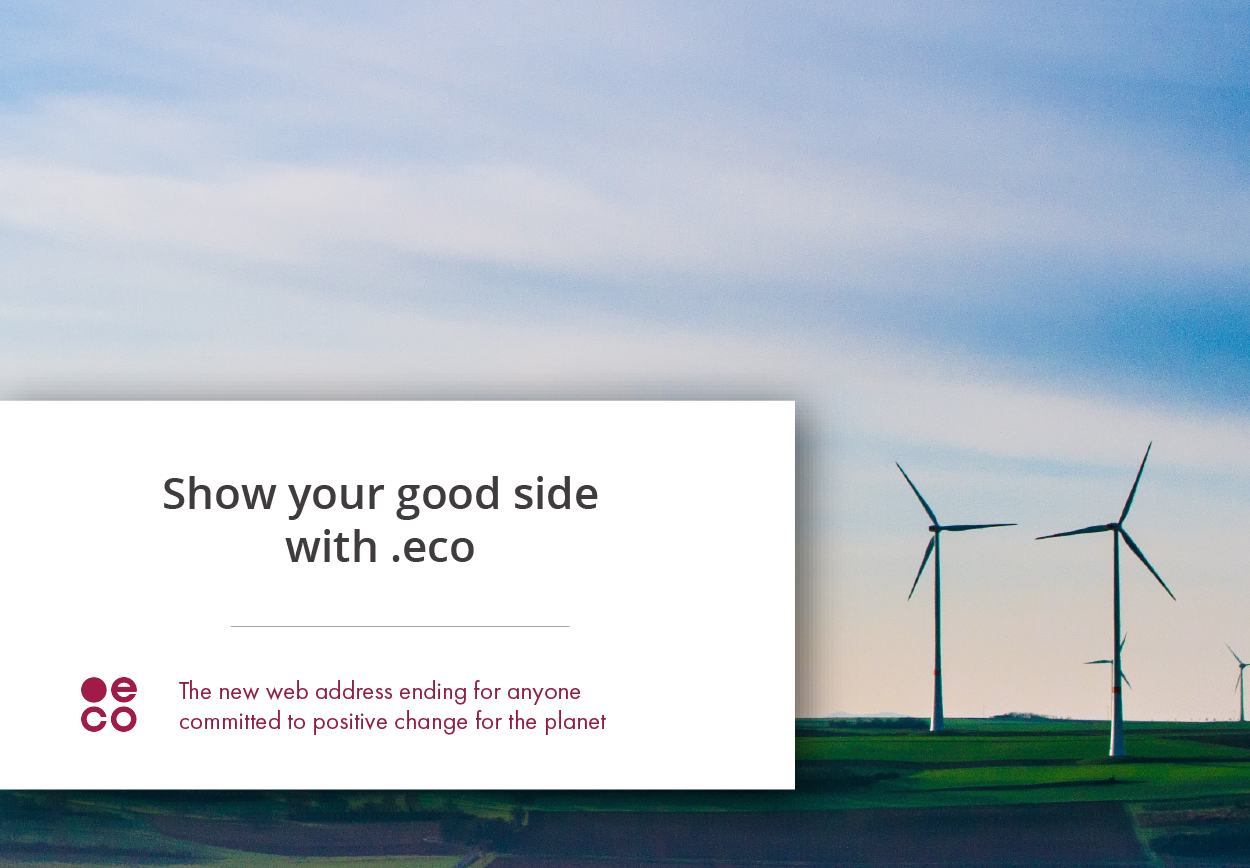 Show your good side
with .eco
e
co
The new web address ending for anyone
committed to positive change for the planet